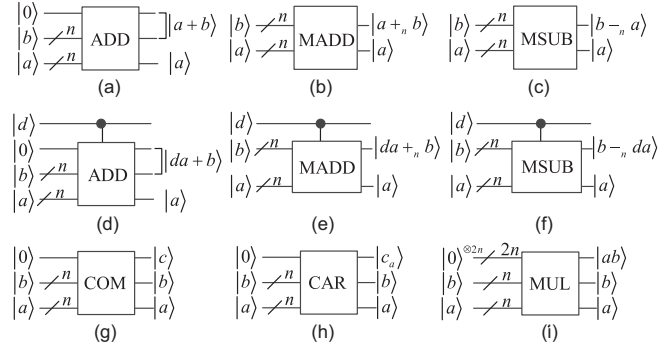 |0⟩ |b⟩ n |a⟩ n ADD |a + b⟩ |a⟩
(a)
|b⟩ n |a⟩ n MADD |a +ₙ b⟩ |a⟩
(b)
|b⟩ n |a⟩ n MSUB |b −ₙ a⟩ |a⟩
(c)
|d⟩ |0⟩ |b⟩ n |a⟩ n ADD |da + b⟩ |a⟩
(d)
|d⟩ |b⟩ n |a⟩ n MADD |da +ₙ b⟩ |a⟩
(e)
|d⟩ |b⟩ n |a⟩ n MSUB |b −ₙ da⟩ |a⟩
(f)
|0⟩ |b⟩ n |a⟩ n COM |c⟩ |b⟩ |a⟩
(g)
|0⟩ |b⟩ n |a⟩ n CAR |cₐ⟩ |b⟩ |a⟩
(h)
|0⟩^⊗2n 2n |b⟩ n |a⟩ n MUL |ab⟩ |b⟩ |a⟩
(i)